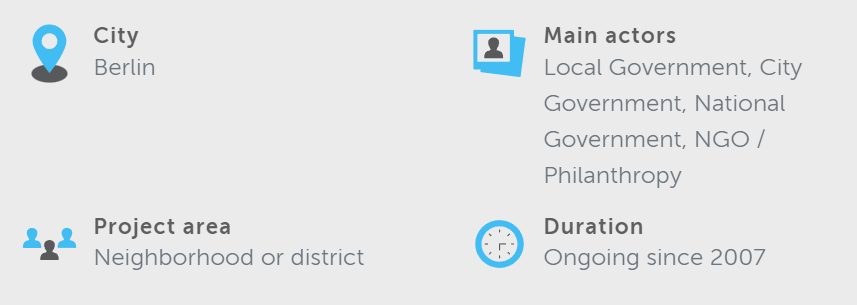 City
Berlin
Main actors
Local Government, City
Government, National
Government, NGO /
Philanthropy
Project area
Neighborhood or district
Duration
Ongoing since 2007